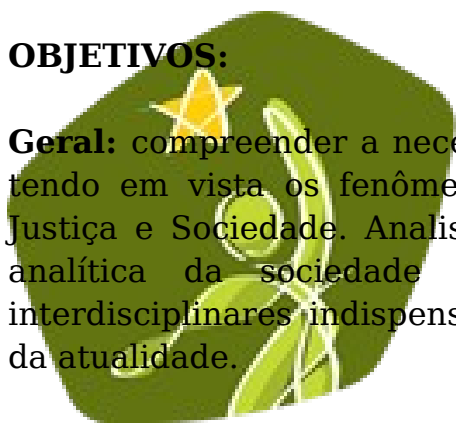 OBJETIVOS:
Geral: compreender a nece
tendo em vista os fenôme
Justiça e Sociedade. Analis
analítica da sociedade
interdisciplinares indispens
da atualidade.